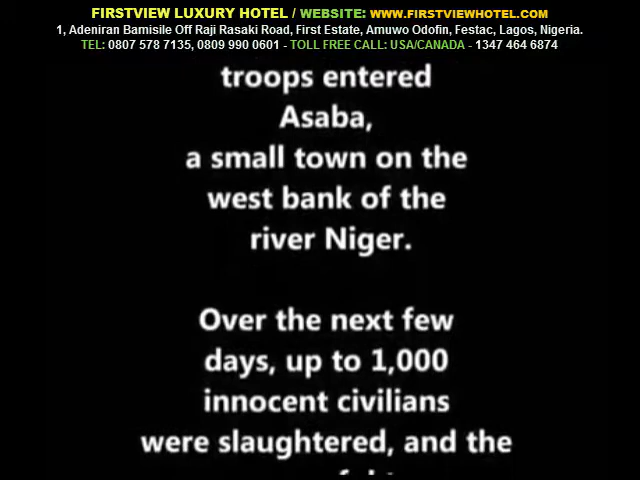 FIRSTVIEW LUXURY HOTEL / WEBSITE: WWW.FIRSTVIEWHOTEL.COM
1, Adeniran Bamisile Off Raji Rasaki Road, First Estate, Amuwo Odofin, Festac, Lagos, Nigeria.
TEL: 0807 578 7135, 0809 990 0601 - TOLL FREE CALL: USA/CANADA - 1347 464 6874
troops entered
Asaba,
a small town on the
west bank of the
river Niger.
Over the next few
days, up to 1,000
innocent civilians
were slaughtered, and the